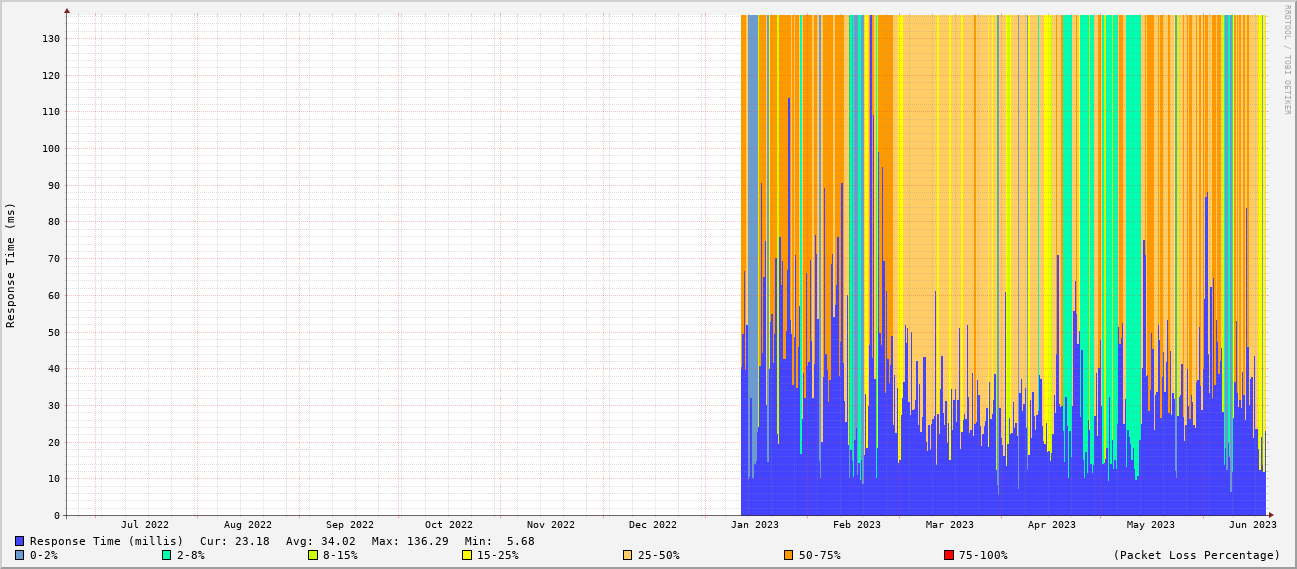 RRDTOOL / TOBI OETIKER
Response Time (ms)
130
120
110
100
90
80
70
60
50
40
30
20
10
0
Jul 2022 Aug 2022 Sep 2022 Oct 2022 Nov 2022 Dec 2022 Jan 2023 Feb 2023 Mar 2023 Apr 2023 May 2023 Jun 2023
Response Time (millis) Cur: 23.18 Avg: 34.02 Max: 136.29 Min: 5.68
0-2% 2-8% 8-15% 15-25% 25-50% 50-75% 75-100% (Packet Loss Percentage)